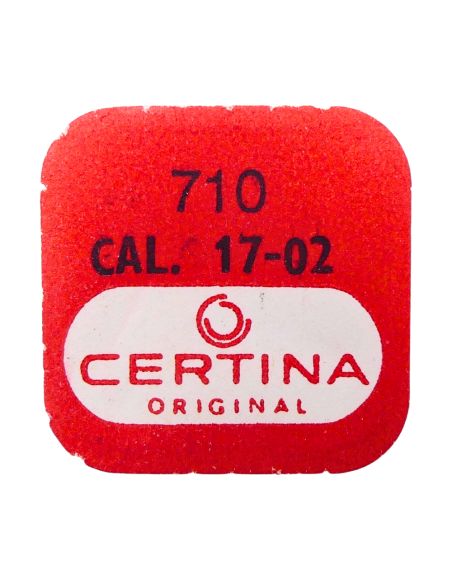 710
CAL. 17-02
CERTINA
ORIGINAL